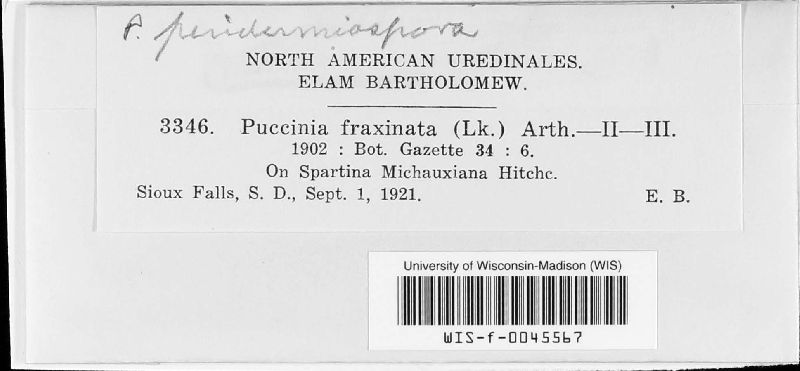 P. peridermiospora
NORTH AMERICAN UREDINALES.
ELAM BARTHOLOMEW.
3346. Puccinia fraxinata (Lk.) Arth.—II—III.
1902 : Bot. Gazette 34 : 6.
On Spartina Michauxiana Hitchc.
Sioux Falls, S. D., Sept. 1, 1921. E. B.
University of Wisconsin-Madison (WIS)
WIS-f-0045567